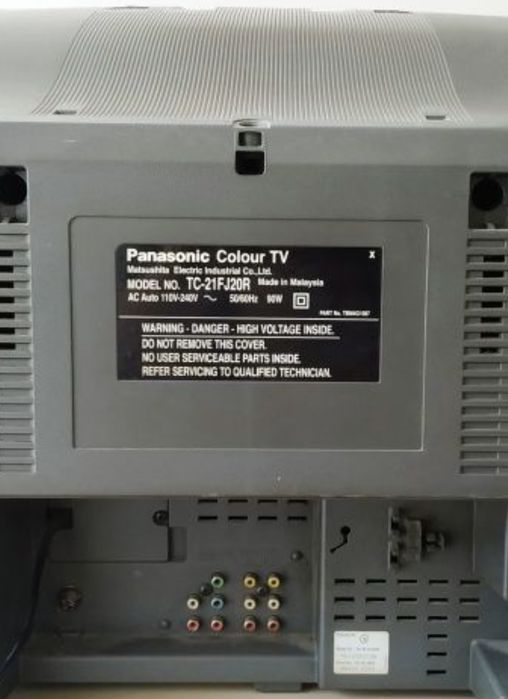 Panasonic Colour TV X
Matsushita Electric Industrial Co.,Ltd.
MODEL NO. TC-21FJ20R Made in Malaysia
AC Auto 110V-240V ~ 50/60Hz 90W
PART No.
WARNING - DANGER - HIGH VOLTAGE INSIDE.
DO NOT REMOVE THIS COVER.
NO USER SERVICEABLE PARTS INSIDE.
REFER SERVICING TO QUALIFIED TECHNICIAN.